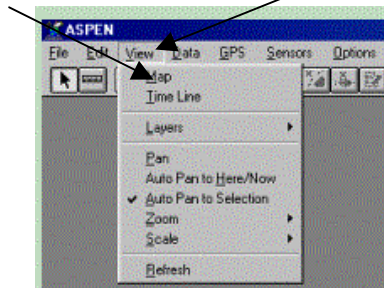 ASPEN
File Edit View Data GPS Sensors Options
Map
Time Line
Layers
Pan
Auto Pan to Here/Now
Auto Pan to Selection
Zoom
Scale
Refresh